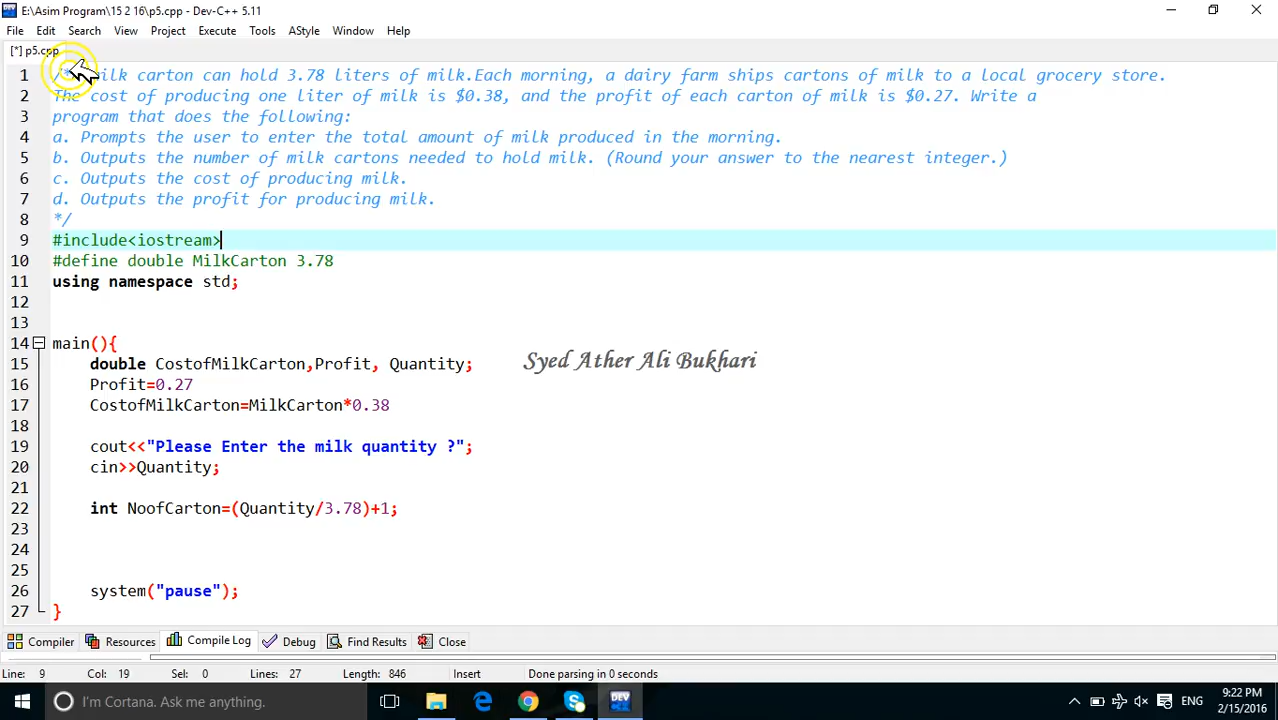 E:\Asim Program\15 2 16\p5.cpp - Dev-C++ 5.11
File Edit Search View Project Execute Tools AStyle Window Help
[*] p5.cpp
1 /* milk carton can hold 3.78 liters of milk.Each morning, a dairy farm ships cartons of milk to a local grocery store.
2 The cost of producing one liter of milk is $0.38, and the profit of each carton of milk is $0.27. Write a
3 program that does the following:
4 a. Prompts the user to enter the total amount of milk produced in the morning.
5 b. Outputs the number of milk cartons needed to hold milk. (Round your answer to the nearest integer.)
6 c. Outputs the cost of producing milk.
7 d. Outputs the profit for producing milk.
8 */
9 #include<iostream>
10 #define double MilkCarton 3.78
11 using namespace std;
12
13
14 main(){
15 double CostofMilkCarton,Profit, Quantity;
Syed Ather Ali Bukhari
16 Profit=0.27
17 CostofMilkCarton=MilkCarton*0.38
18
19 cout<<"Please Enter the milk quantity ?";
20 cin>>Quantity;
21
22 int NoofCarton=(Quantity/3.78)+1;
23
24
25
26 system("pause");
27 }
Compiler Resources Compile Log Debug Find Results Close
Line: 9 Col: 19 Sel: 0 Lines: 27 Length: 846 Insert Done parsing in 0 seconds
I'm Cortana. Ask me anything.
DEV
ENG
9:22 PM
2/15/2016